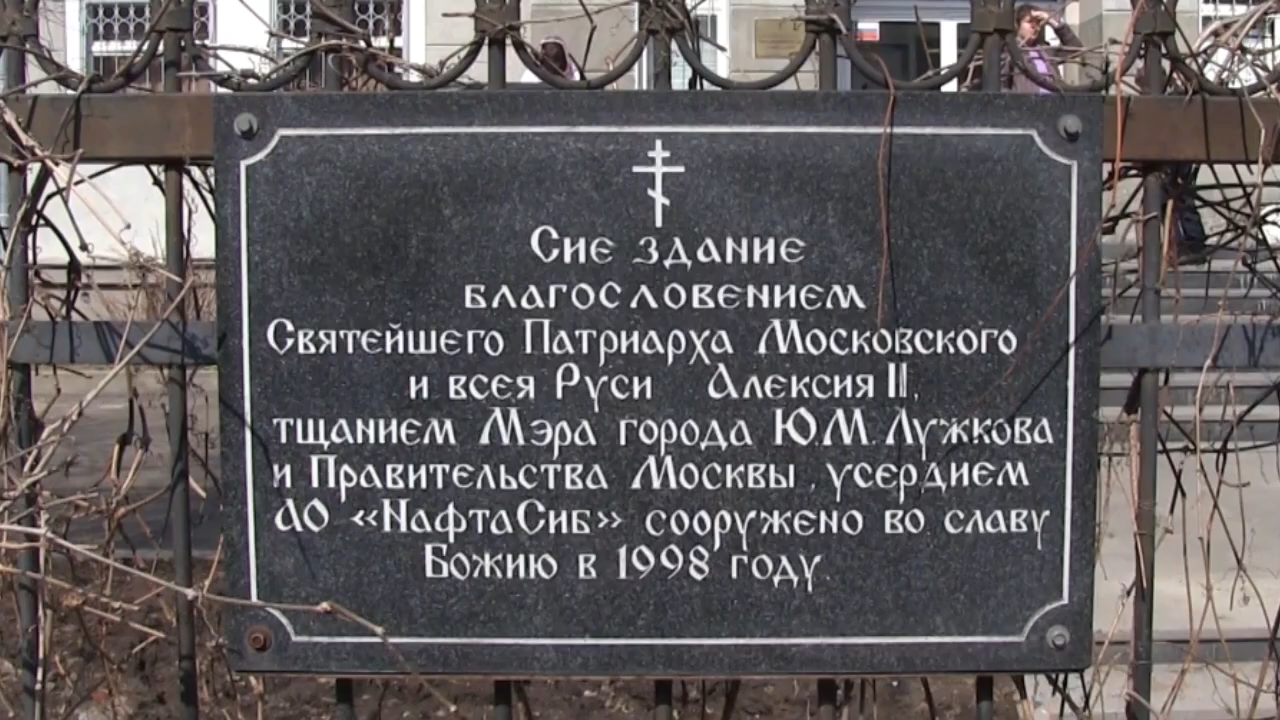 Сие здание
благословением
Святейшего Патриарха Московского
и всея Руси Алексия II,
тщанием Мэра города Ю.М. Лужкова
и Правительства Москвы, усердием
АО «НафтаСиб» сооружено во славу
Божию в 1998 году.